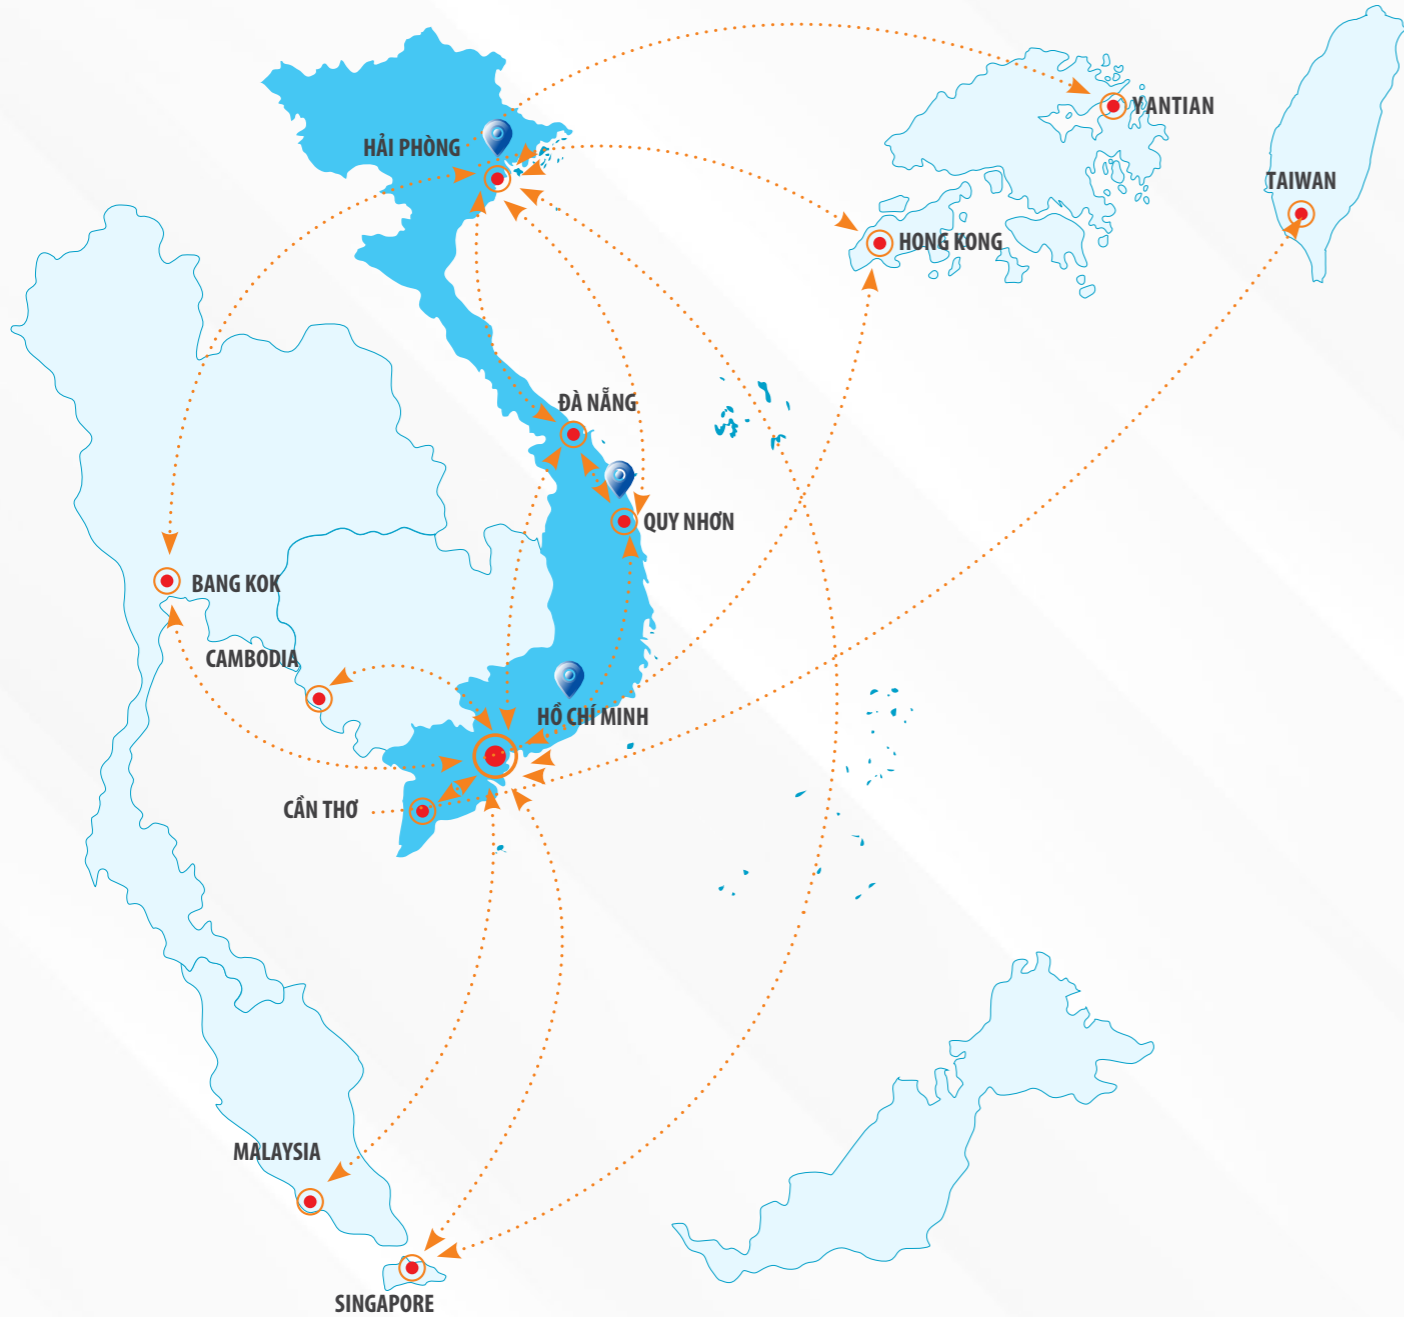 YANTIAN
HẢI PHÒNG
TAIWAN
HONG KONG
ĐÀ NẴNG
QUY NHƠN
BANG KOK
CAMBODIA
HỒ CHÍ MINH
CẦN THƠ
MALAYSIA
SINGAPORE